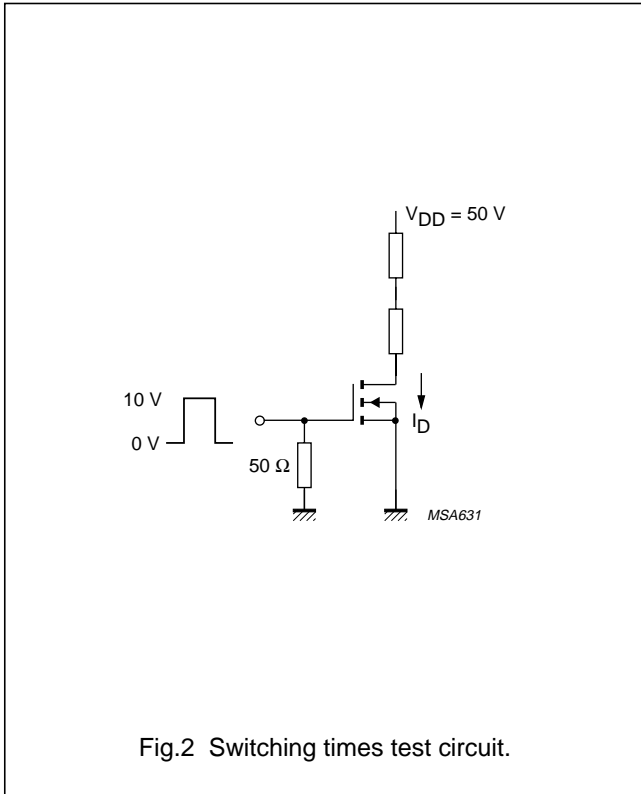 V_DD = 50 V
10 V
0 V
I_D
50 Ω
MSA631
Fig.2 Switching times test circuit.